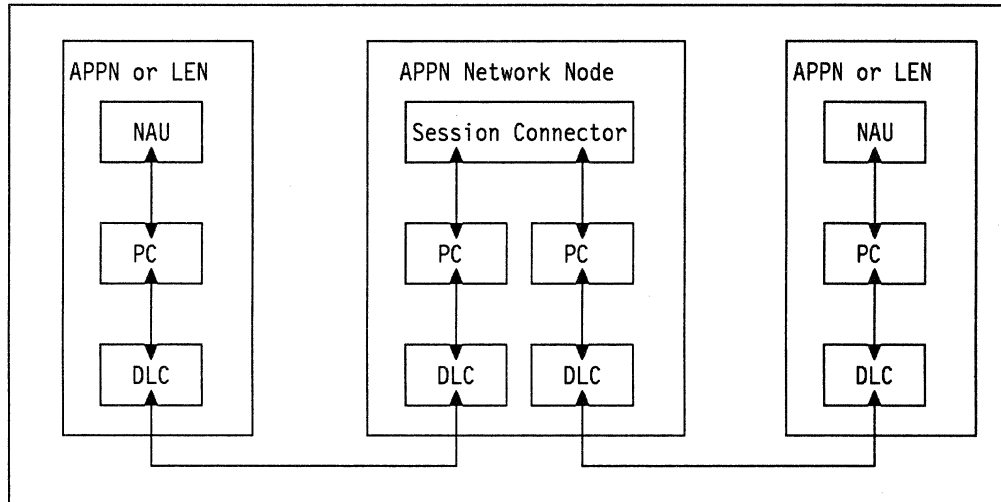 APPN or LEN
NAU
PC
DLC
APPN Network Node
Session Connector
PC
PC
DLC
DLC
APPN or LEN
NAU
PC
DLC